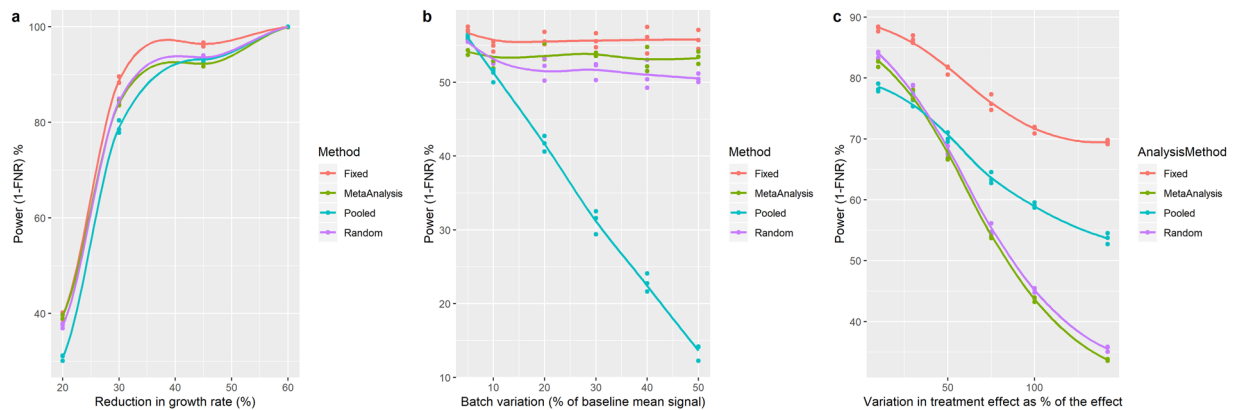 a
100
80
60
40
Power (1-FNR) %
20
30
40
50
60
Reduction in growth rate (%)
Method
Fixed
MetaAnalysis
Pooled
Random
b
50
40
30
20
10
Power (1-FNR) %
10
20
30
40
50
Batch variation (% of baseline mean signal)
Method
Fixed
MetaAnalysis
Pooled
Random
c
90
80
70
60
50
40
Power (1-FNR) %
50
100
Variation in treatment effect as % of the effect
AnalysisMethod
Fixed
MetaAnalysis
Pooled
Random